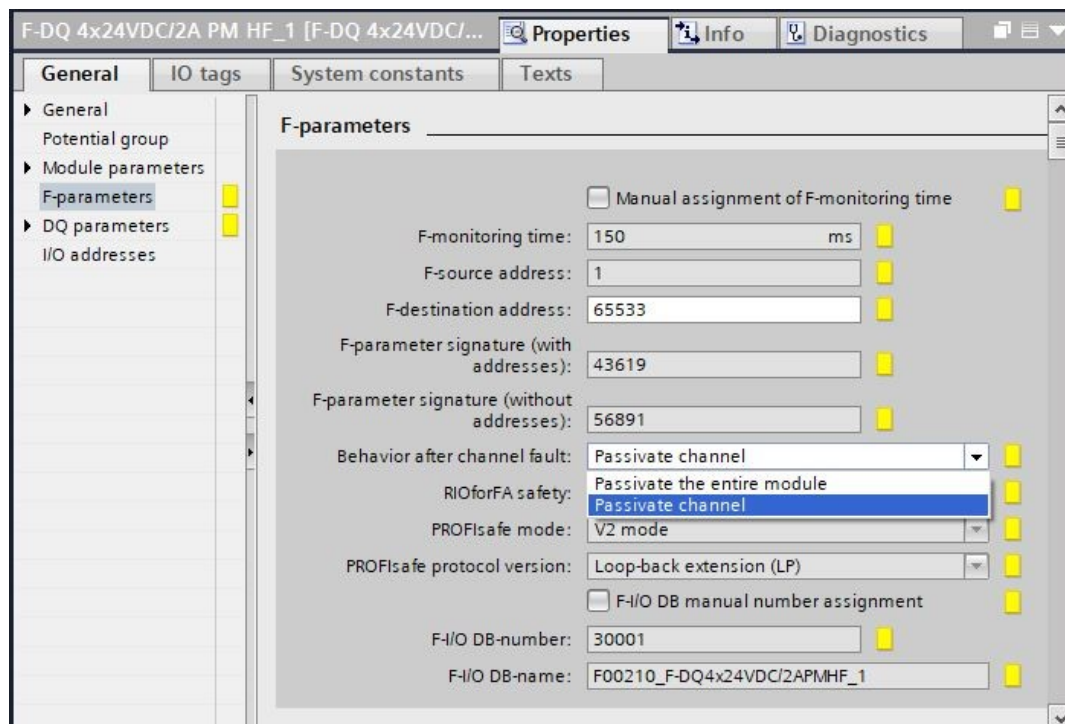 F-DQ 4x24VDC/2A PM HF_1 [F-DQ 4x24VDC/...
Properties
Info
Diagnostics
General
IO tags
System constants
Texts
General
Potential group
Module parameters
F-parameters
DQ parameters
I/O addresses
F-parameters
Manual assignment of F-monitoring time
F-monitoring time: 150 ms
F-source address: 1
F-destination address: 65533
F-parameter signature (with
addresses): 43619
F-parameter signature (without
addresses): 56891
Behavior after channel fault: Passivate channel
Passivate the entire module
RIOforFA safety: Passivate channel
PROFIsafe mode: V2 mode
PROFIsafe protocol version: Loop-back extension (LP)
F-I/O DB manual number assignment
F-I/O DB-number: 30001
F-I/O DB-name: F00210_F-DQ4x24VDC/2APMHF_1